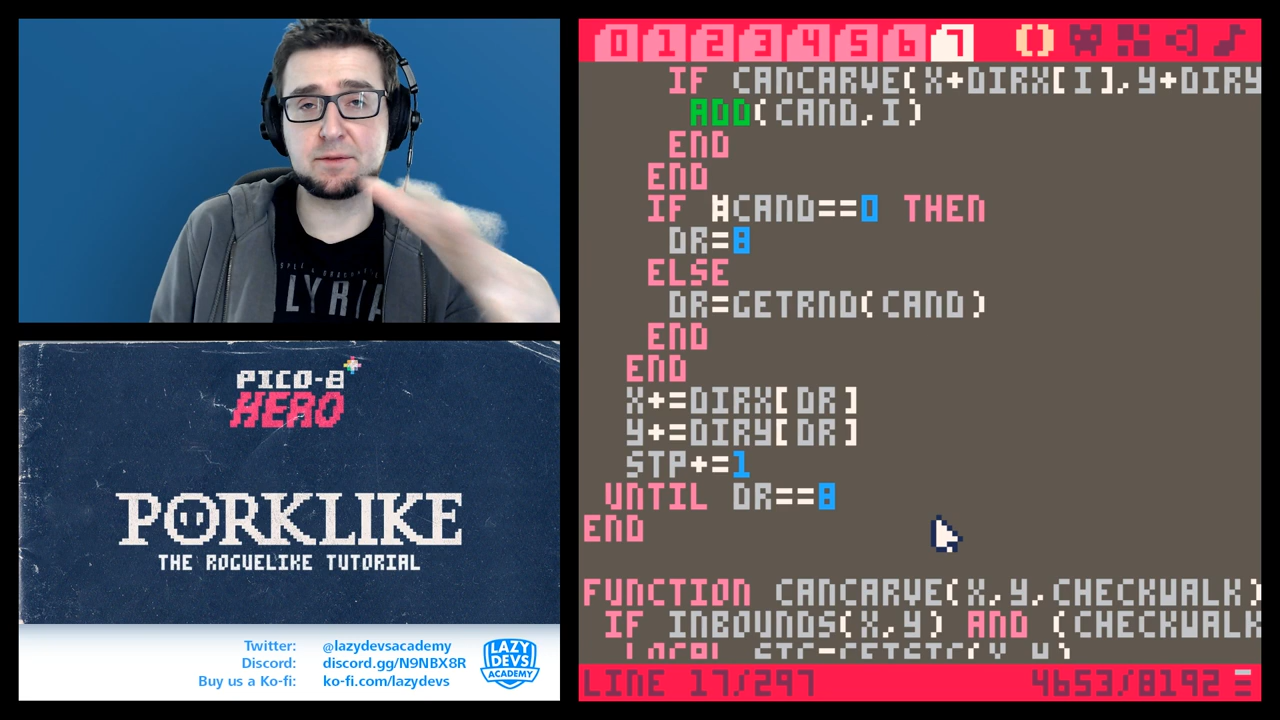 LYRIA
PICO-8
HERO
PORKLIKE
THE ROGUELIKE TUTORIAL
Twitter: @lazydevsacademy
Discord: discord.gg/N9NBX8R
Buy us a Ko-fi: ko-fi.com/lazydevs
LAZY
DEVS
ACADEMY
0 1 2 3 4 5 6 7
IF CANCARVE(X+DIRX[I],Y+DIRY
ADD(CAND,I)
END
END
IF #CAND==0 THEN
DR=8
ELSE
DR=GETRND(CAND)
END
END
X+=DIRX[DR]
Y+=DIRY[DR]
STP+=1
UNTIL DR==8
END
FUNCTION CANCARVE(X,Y,CHECKWALK)
IF INBOUNDS(X,Y) AND (CHECKWALK
LINE 17/297 4653/8192